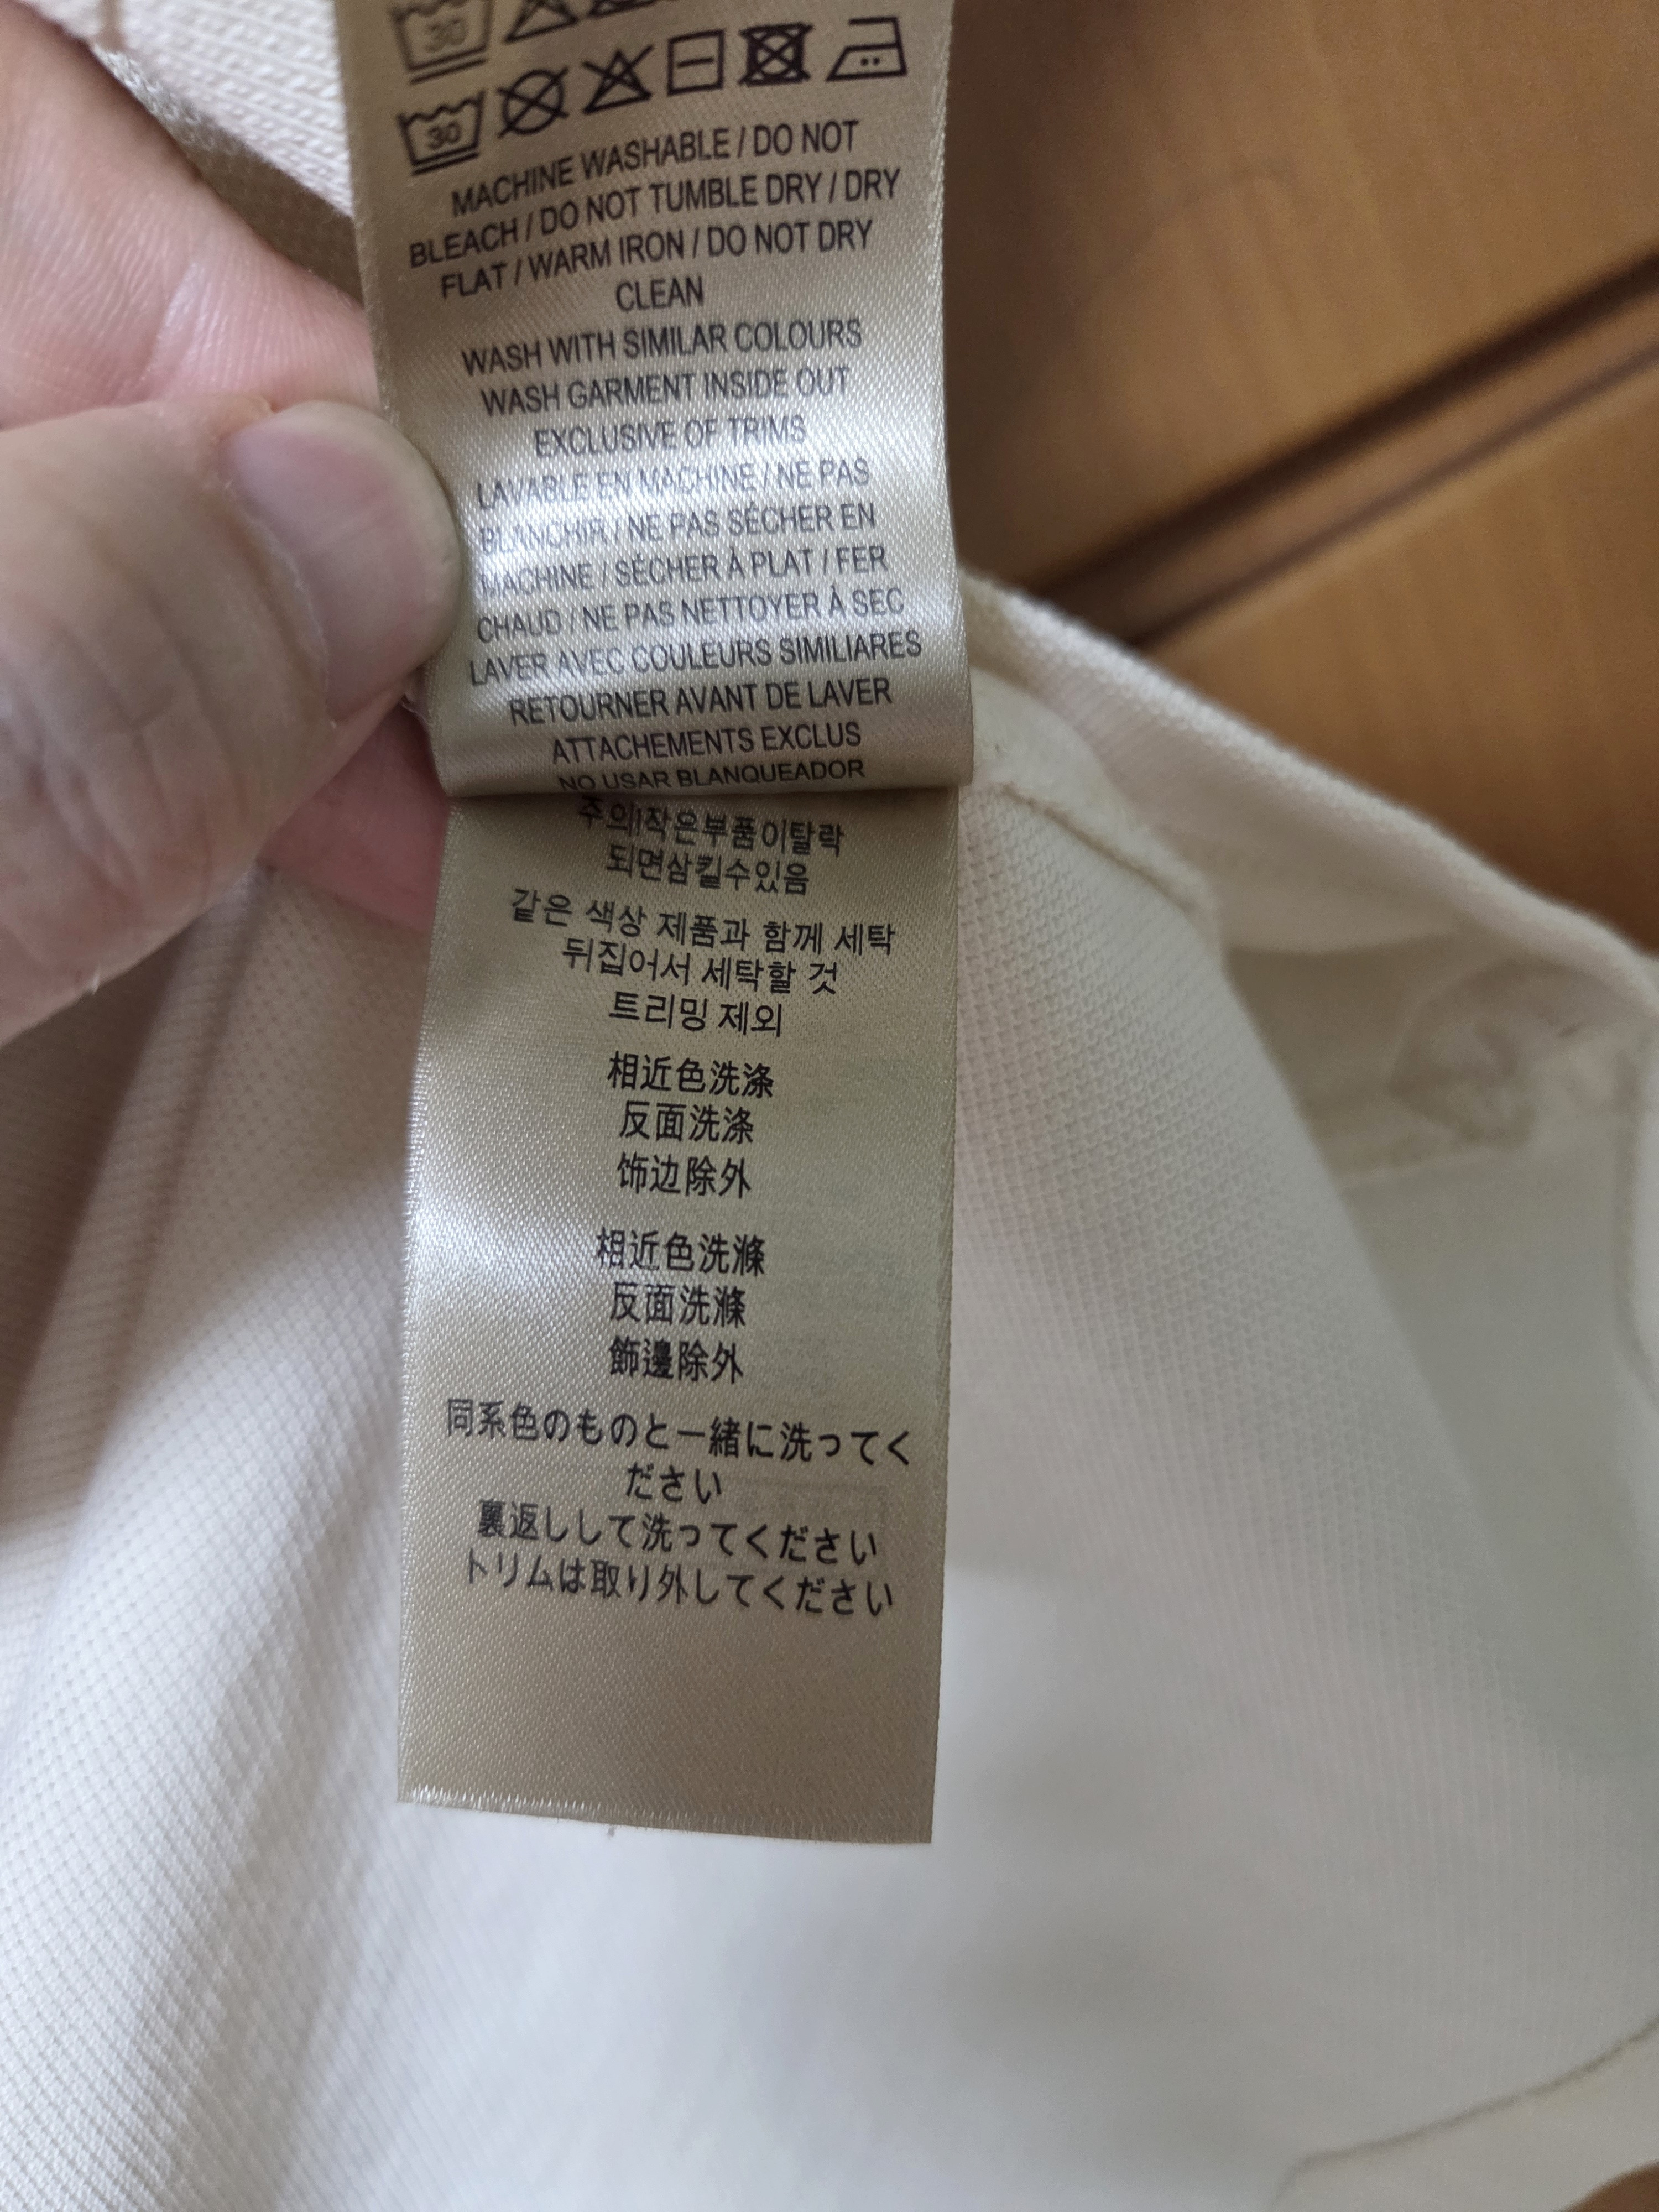 30
30
MACHINE WASHABLE / DO NOT
BLEACH / DO NOT TUMBLE DRY / DRY
FLAT / WARM IRON / DO NOT DRY
CLEAN
WASH WITH SIMILAR COLOURS
WASH GARMENT INSIDE OUT
EXCLUSIVE OF TRIMS
LAVABLE EN MACHINE / NE PAS
BLANCHIR / NE PAS SÉCHER EN
MACHINE / SÉCHER À PLAT / FER
CHAUD / NE PAS NETTOYER À SEC
LAVER AVEC COULEURS SIMILIARES
RETOURNER AVANT DE LAVER
ATTACHEMENTS EXCLUS
NO USAR BLANQUEADOR
주의!작은부품이탈락
되면삼킬수있음
같은 색상 제품과 함께 세탁
뒤집어서 세탁할 것
트리밍 제외
相近色洗涤
反面洗涤
饰边除外
相近色洗滌
反面洗滌
飾邊除外
同系色のものと一緒に洗ってく
ださい
裏返しして洗ってください
トリムは取り外してください